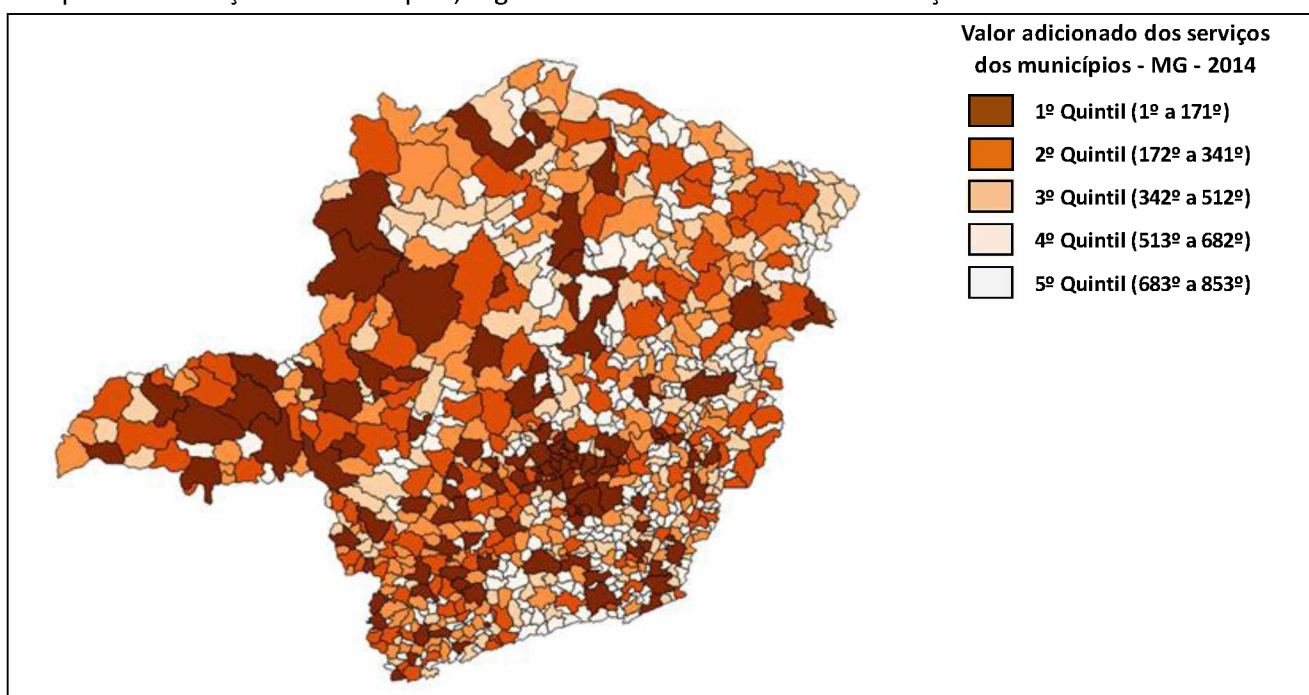 Valor adicionado dos serviços
dos municípios - MG - 2014
1º Quintil (1º a 171º)
2º Quintil (172º a 341º)
3º Quintil (342º a 512º)
4º Quintil (513º a 682º)
5º Quintil (683º a 853º)